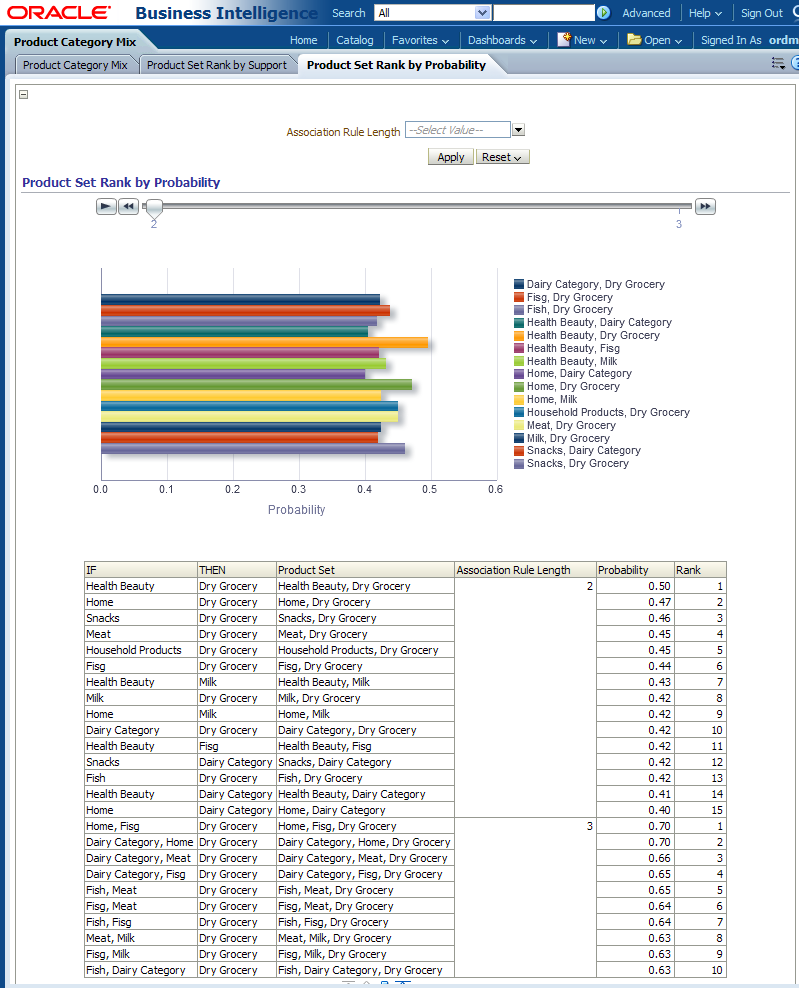 ORACLE® Business Intelligence Search All Advanced Help Sign Out
Product Category Mix Home Catalog Favorites Dashboards New Open Signed In As ordm
Product Category Mix Product Set Rank by Support Product Set Rank by Probability
Association Rule Length --Select Value--
Apply Reset
Product Set Rank by Probability
2 3
Dairy Category, Dry Grocery
Fisg, Dry Grocery
Fish, Dry Grocery
Health Beauty, Dairy Category
Health Beauty, Dry Grocery
Health Beauty, Fisg
Health Beauty, Milk
Home, Dairy Category
Home, Dry Grocery
Home, Milk
Household Products, Dry Grocery
Meat, Dry Grocery
Milk, Dry Grocery
Snacks, Dairy Category
Snacks, Dry Grocery
0.0 0.1 0.2 0.3 0.4 0.5 0.6
Probability
IF THEN Product Set Association Rule Length Probability Rank
Health Beauty Dry Grocery Health Beauty, Dry Grocery 2 0.50 1
Home Dry Grocery Home, Dry Grocery 0.47 2
Snacks Dry Grocery Snacks, Dry Grocery 0.46 3
Meat Dry Grocery Meat, Dry Grocery 0.45 4
Household Products Dry Grocery Household Products, Dry Grocery 0.45 5
Fisg Dry Grocery Fisg, Dry Grocery 0.44 6
Health Beauty Milk Health Beauty, Milk 0.43 7
Milk Dry Grocery Milk, Dry Grocery 0.42 8
Home Milk Home, Milk 0.42 9
Dairy Category Dry Grocery Dairy Category, Dry Grocery 0.42 10
Health Beauty Fisg Health Beauty, Fisg 0.42 11
Snacks Dairy Category Snacks, Dairy Category 0.42 12
Fish Dry Grocery Fish, Dry Grocery 0.42 13
Health Beauty Dairy Category Health Beauty, Dairy Category 0.41 14
Home Dairy Category Home, Dairy Category 0.40 15
Home, Fisg Dry Grocery Home, Fisg, Dry Grocery 3 0.70 1
Dairy Category, Home Dry Grocery Dairy Category, Home, Dry Grocery 0.70 2
Dairy Category, Meat Dry Grocery Dairy Category, Meat, Dry Grocery 0.66 3
Dairy Category, Fisg Dry Grocery Dairy Category, Fisg, Dry Grocery 0.65 4
Fish, Meat Dry Grocery Fish, Meat, Dry Grocery 0.65 5
Fisg, Meat Dry Grocery Fisg, Meat, Dry Grocery 0.64 6
Fish, Fisg Dry Grocery Fish, Fisg, Dry Grocery 0.64 7
Meat, Milk Dry Grocery Meat, Milk, Dry Grocery 0.63 8
Fisg, Milk Dry Grocery Fisg, Milk, Dry Grocery 0.63 9
Fish, Dairy Category Dry Grocery Fish, Dairy Category, Dry Grocery 0.63 10